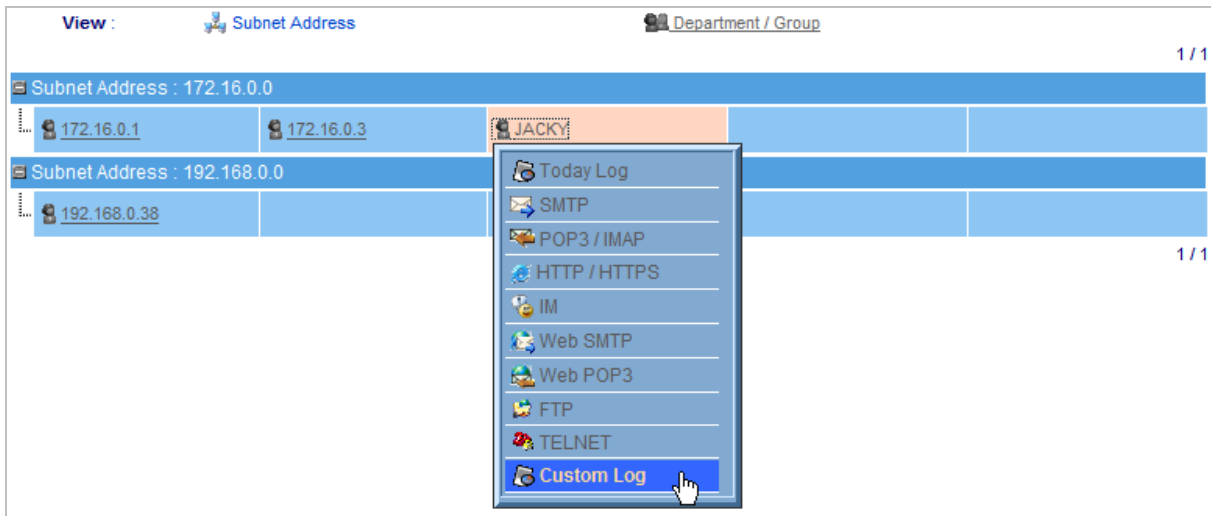 View : Subnet Address Department / Group
1 / 1
Subnet Address : 172.16.0.0
172.16.0.1 172.16.0.3 JACKY
Today Log
Subnet Address : 192.168.0.0
SMTP
192.168.0.38
POP3 / IMAP
1 / 1
HTTP / HTTPS
IM
Web SMTP
Web POP3
FTP
TELNET
Custom Log